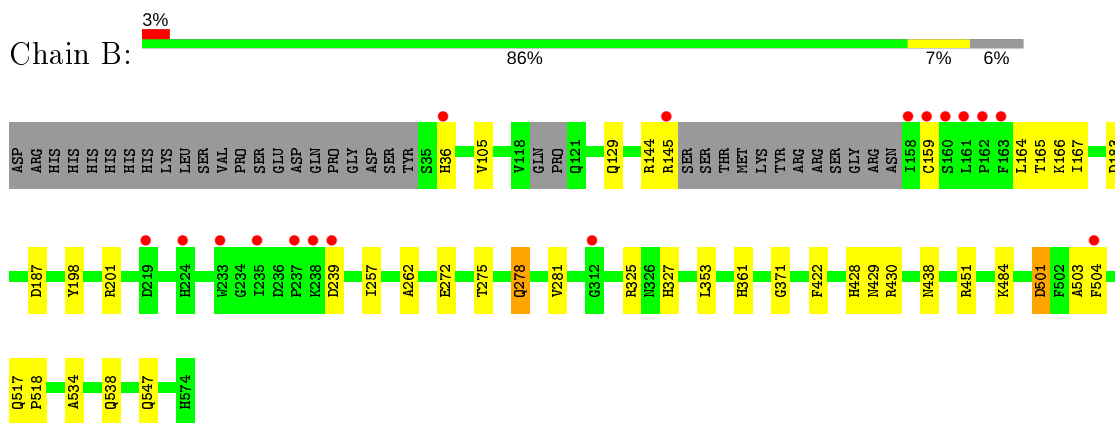 3%
Chain B:
86% 7% 6%
ASP ARG HIS HIS HIS HIS HIS HIS LYS LEU SER VAL PRO SER GLU ASP GLN PRO GLY ASP SER TYR S35 H36 V105 V118 GLN PRO Q121 Q129 R144 R145 SER SER THR MET LYS TYR ARG ARG SER GLY ARG ASN I158 C159 S160 L161 P162 F163 L164 T165 K166 I167 D183
D187 Y198 R201 D219 H224 W233 G234 I235 D236 P237 K238 D239 I257 A262 E272 T275 Q278 V281 G312 R325 N326 H327 L353 H361 G371 F422 H428 N429 R430 N438 R451 K484 D501 F502 A503 F504
Q517 P518 A534 Q538 Q547 H574